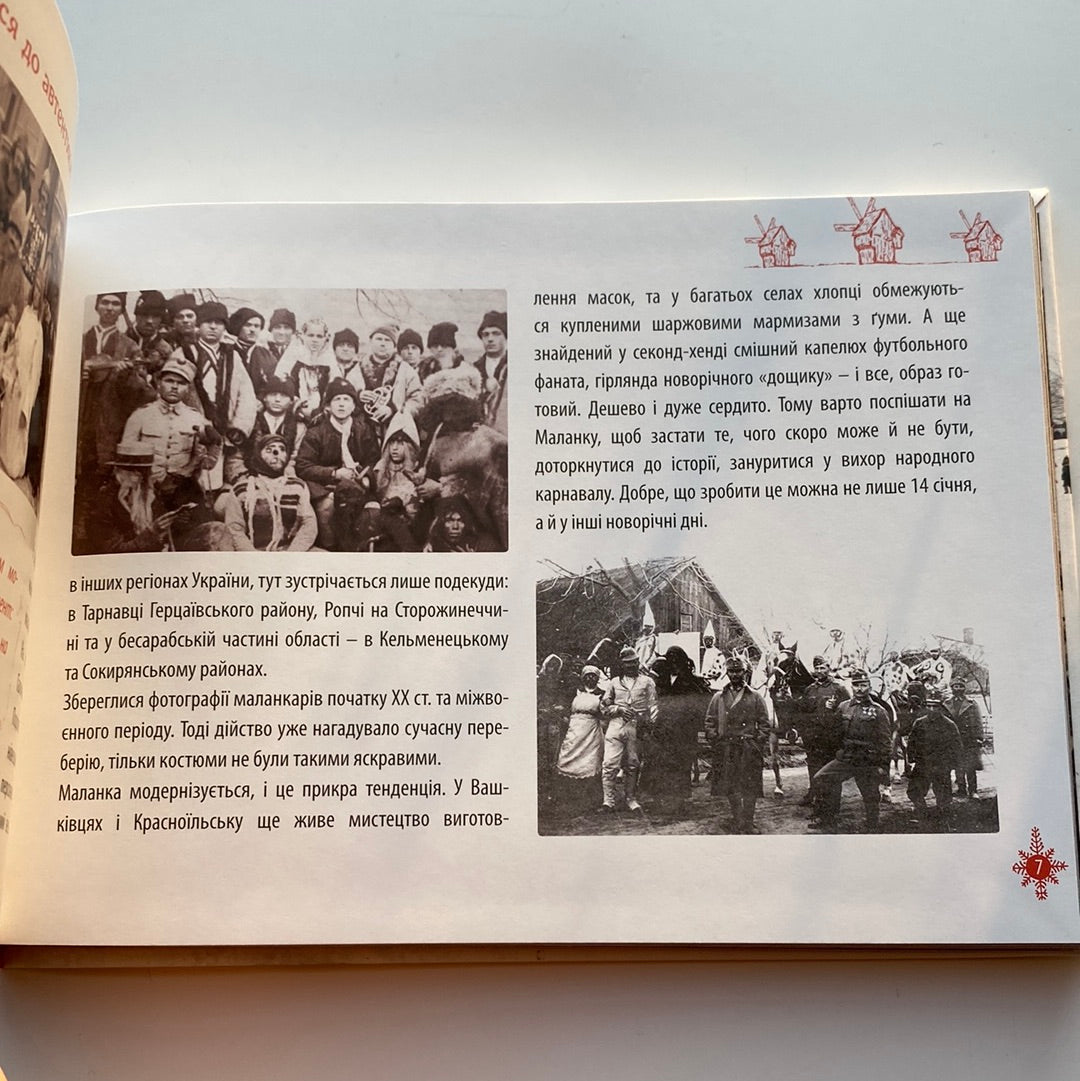 ся до автен
м мо-
в інших регіонах України, тут зустрічається лише подекуди:
в Тарнавці Герцаївського району, Ропчі на Сторожинеччи-
ні та у бесарабській частині області – в Кельменецькому
та Сокирянському районах.
Збереглися фотографії маланкарів початку ХХ ст. та міжво-
єнного періоду. Тоді дійство уже нагадувало сучасну пере-
берію, тільки костюми не були такими яскравими.
Маланка модернізується, і це прикра тенденція. У Ваш-
ківцях і Красноїльську ще живе мистецтво виготов-
лення масок, та у багатьох селах хлопці обмежують-
ся купленими шаржовими мармизами з ґуми. А ще
знайдений у секонд-хенді смішний капелюх футбольного
фаната, гірлянда новорічного «дощику» – і все, образ го-
товий. Дешево і дуже сердито. Тому варто поспішати на
Маланку, щоб застати те, чого скоро може й не бути,
доторкнутися до історії, зануритися у вихор народного
карнавалу. Добре, що зробити це можна не лише 14 січня,
а й у інші новорічні дні.
7